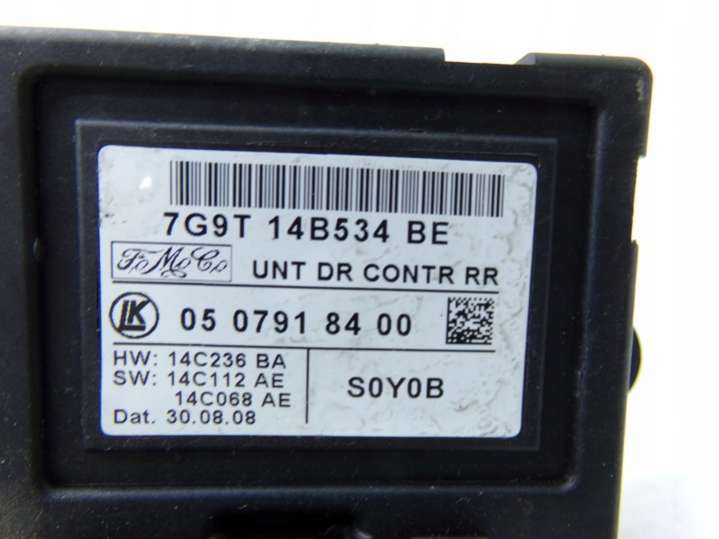 7G9T 14B534 BE
FoMoCo UNT DR CONTR RR
LK 05 0791 84 00
HW: 14C236 BA
SW: 14C112 AE
14C068 AE
Dat. 30.08.08
S0Y0B